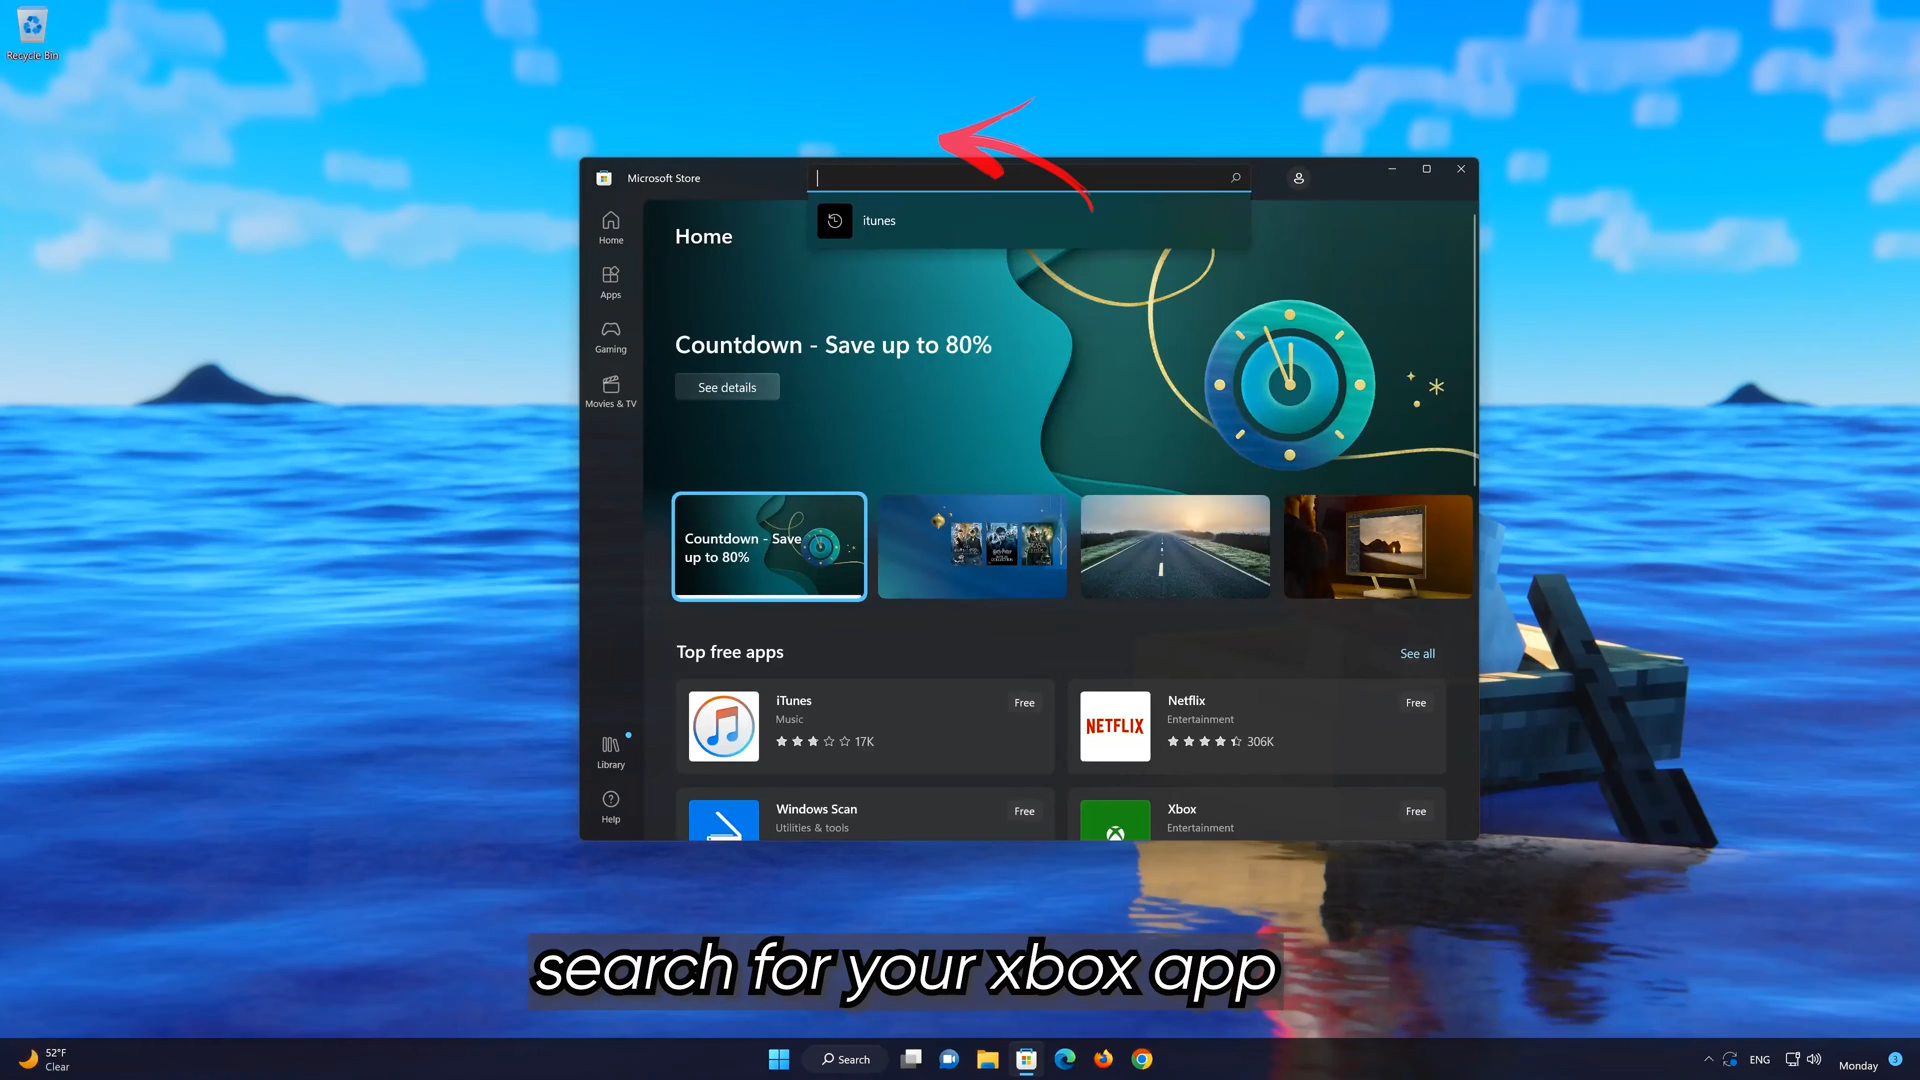 Recycle Bin
Microsoft Store
itunes
Home
Home
Apps
Gaming
Movies & TV
Countdown - Save up to 80%
See details
Countdown - Save
up to 80%
Top free apps
See all
iTunes
Music
Free
17K
Netflix
Entertainment
Free
306K
NETFLIX
Windows Scan
Utilities & tools
Free
Xbox
Entertainment
Free
Library
Help
search for your xbox app
52°F
Clear
Search
ENG
Monday
3